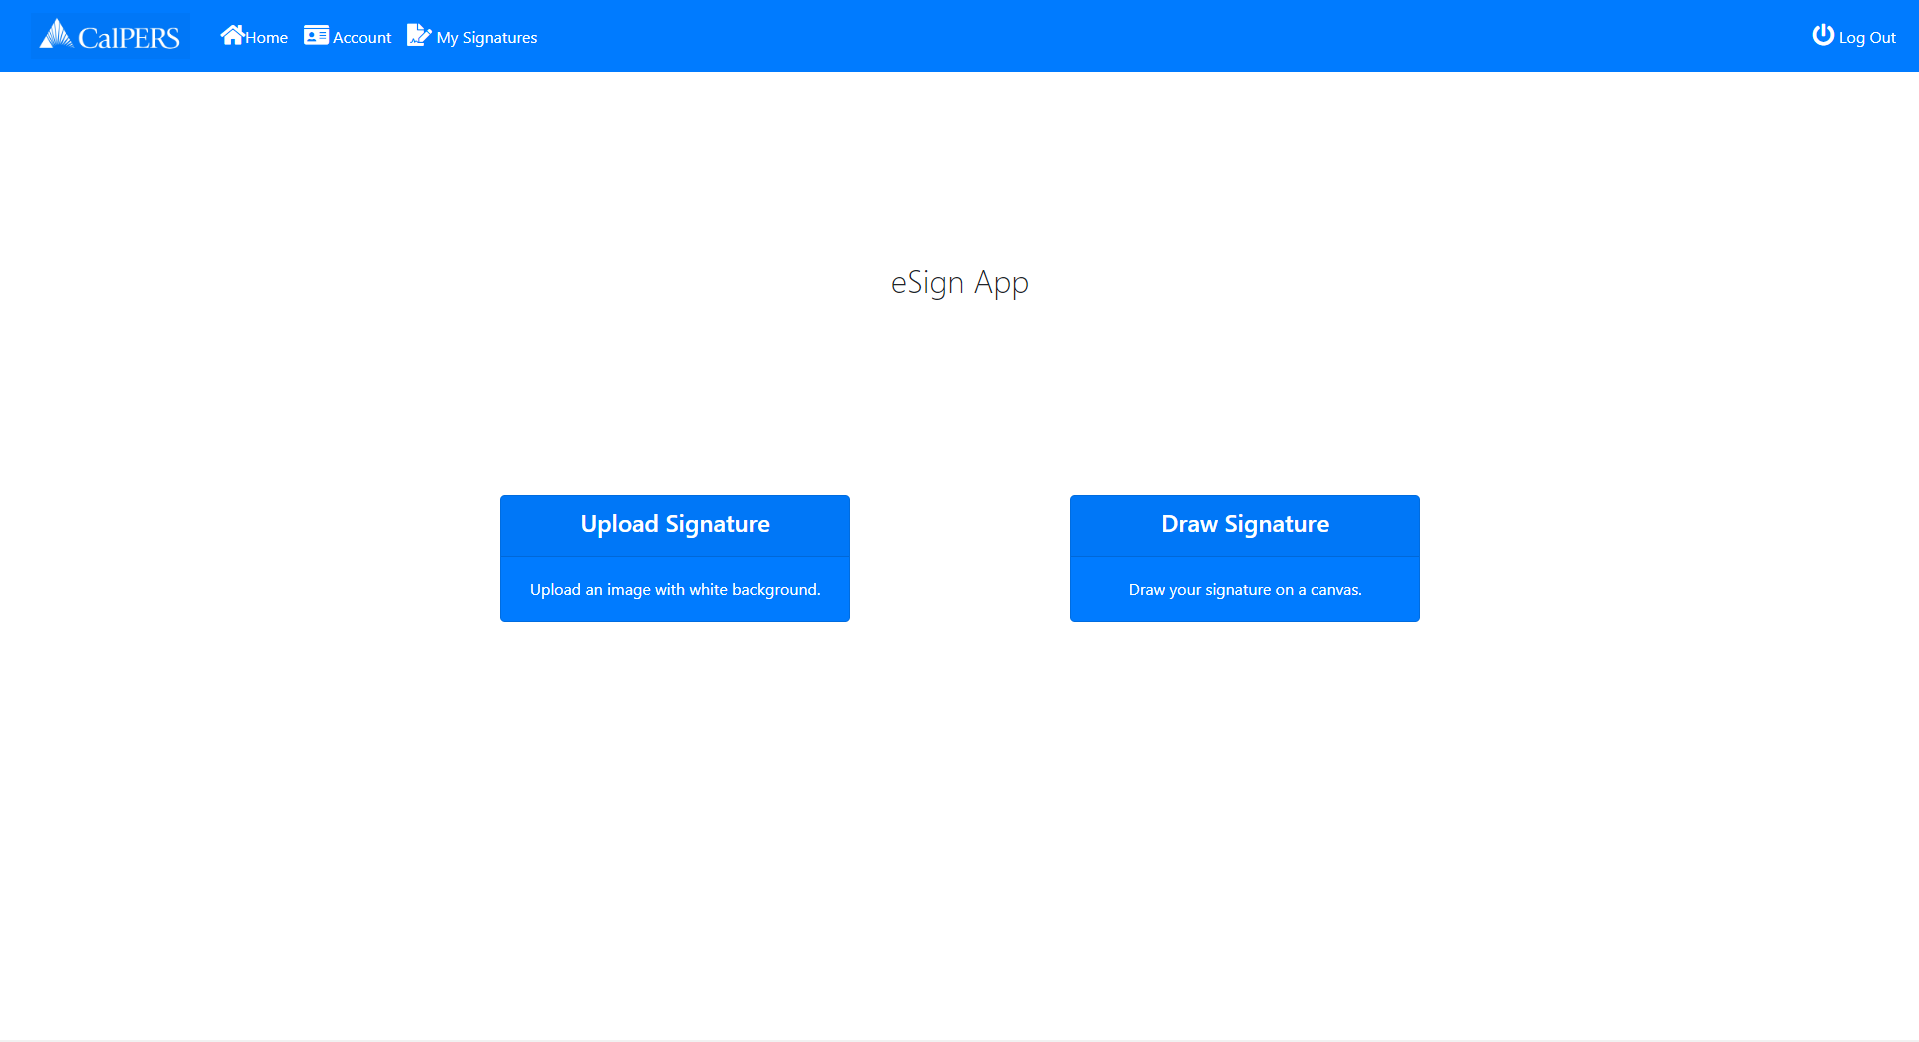 CalPERS
Home
Account
My Signatures
Log Out
eSign App
Upload Signature
Upload an image with white background.
Draw Signature
Draw your signature on a canvas.